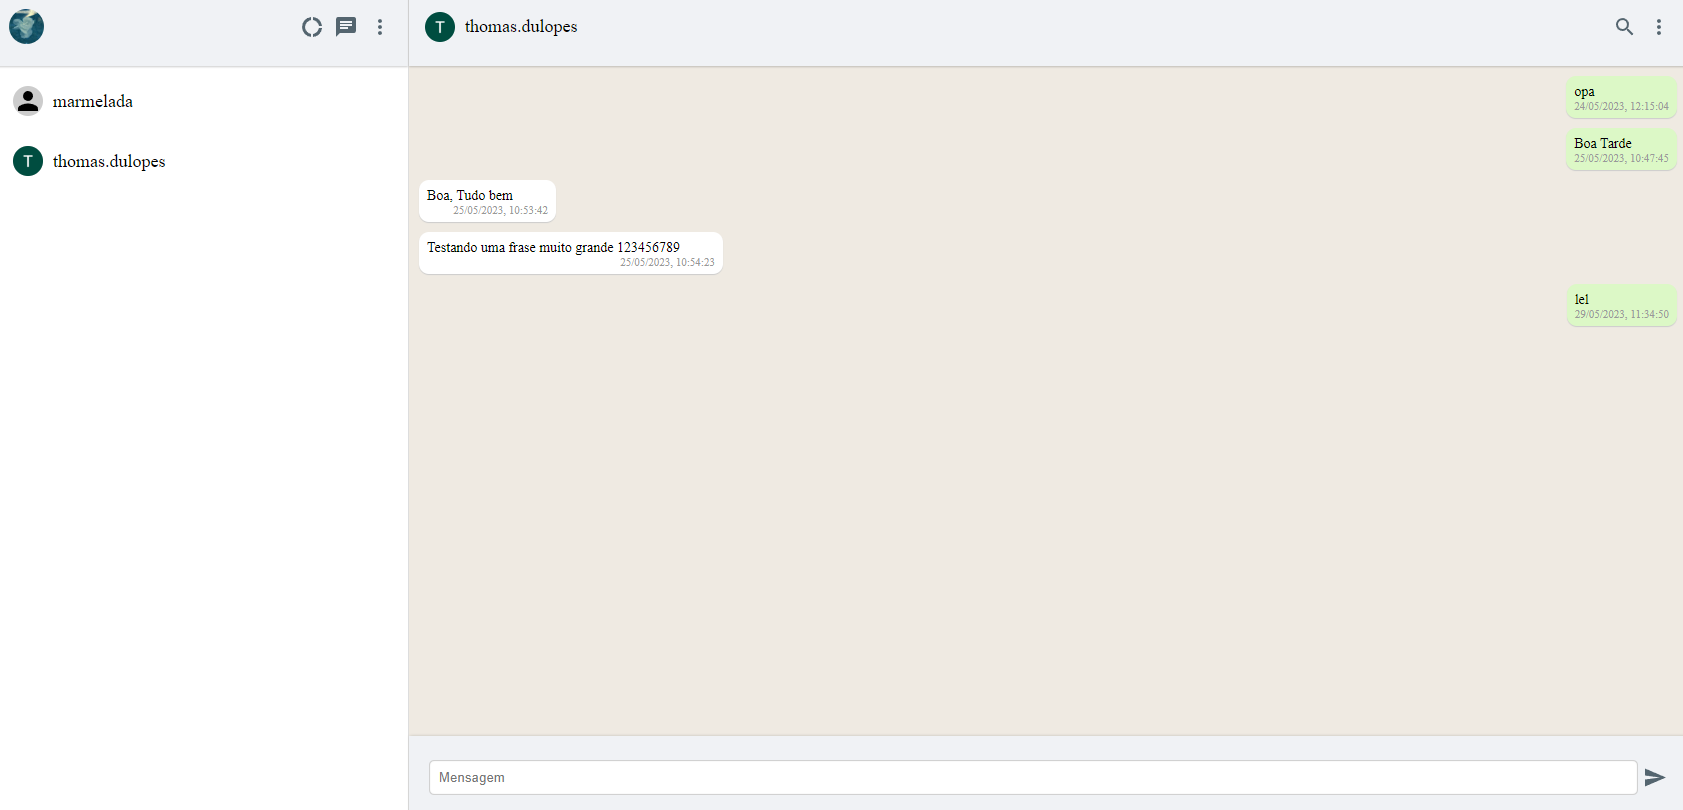 T thomas.dulopes
marmelada
T thomas.dulopes
opa
24/05/2023, 12:15:04
Boa Tarde
25/05/2023, 10:47:45
Boa, Tudo bem
25/05/2023, 10:53:42
Testando uma frase muito grande 123456789
25/05/2023, 10:54:23
lel
29/05/2023, 11:34:50
Mensagem